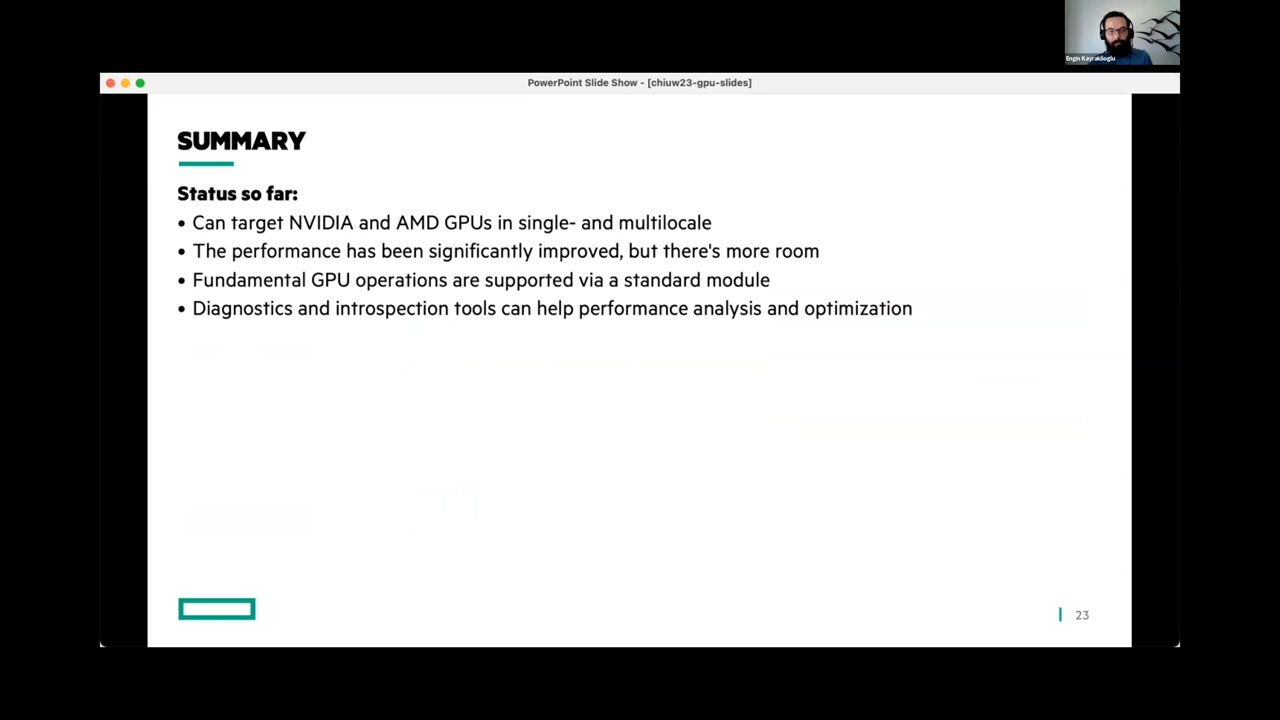 Engin Kayraklioglu
PowerPoint Slide Show - [chiuw23-gpu-slides]
SUMMARY
Status so far:
• Can target NVIDIA and AMD GPUs in single- and multilocale
• The performance has been significantly improved, but there's more room
• Fundamental GPU operations are supported via a standard module
• Diagnostics and introspection tools can help performance analysis and optimization
23